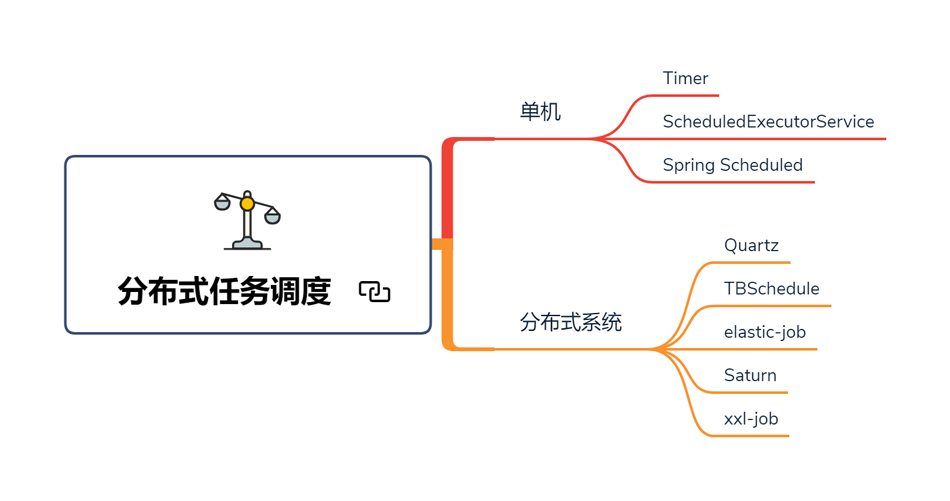 分布式任务调度
单机
Timer
ScheduledExecutorService
Spring Scheduled
分布式系统
Quartz
TBSchedule
elastic-job
Saturn
xxl-job